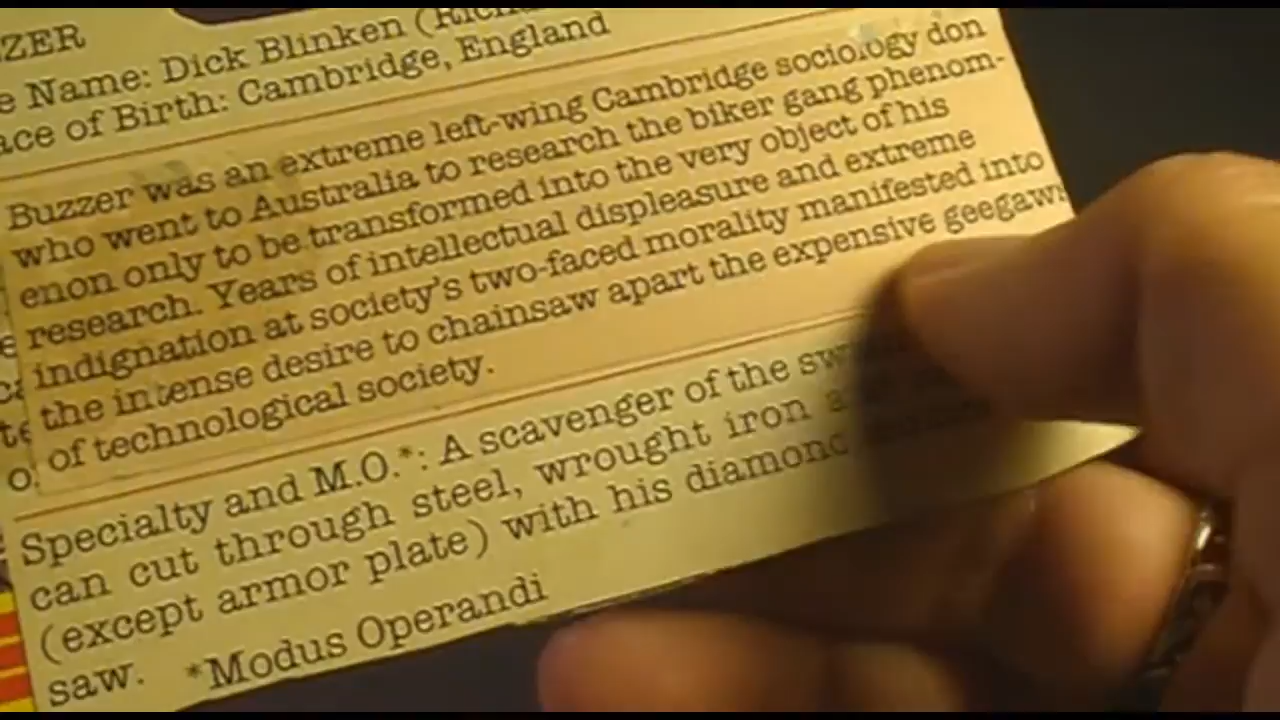 ZER
e Name: Dick Blinken (Rich
ace of Birth: Cambridge, England
Buzzer was an extreme left-wing Cambridge sociology don
who went to Australia to research the biker gang phenom-
enon only to be transformed into the very object of his
research. Years of intellectual displeasure and extreme
indignation at society's two-faced morality manifested into
the intense desire to chainsaw apart the expensive geegaws
of technological society.
Specialty and M.O.*: A scavenger of the sw
can cut through steel, wrought iron a
(except armor plate) with his diamond
saw. *Modus Operandi